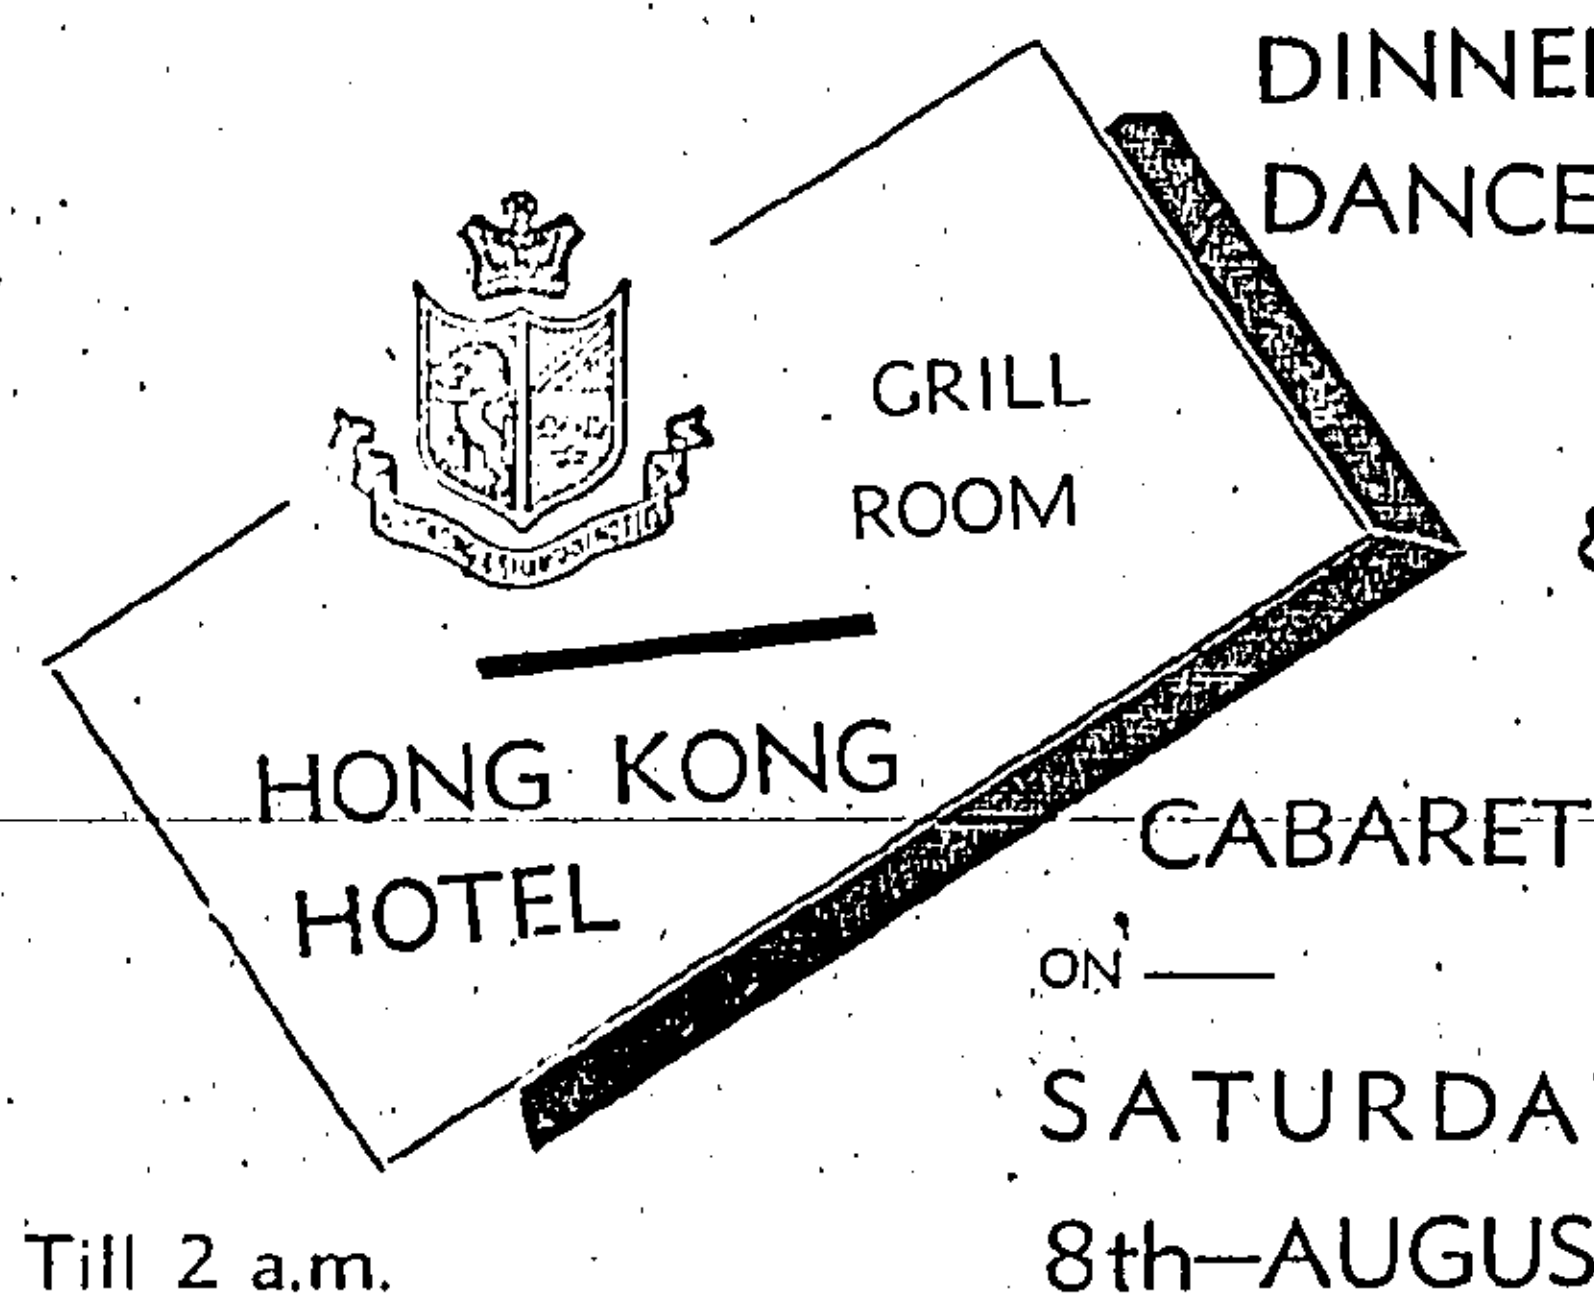 DINNE
DANCE
GRILL
ROOM
&
HONG KONG
HOTEL
CABARET
ON —
SATURDA
8th—AUGUS
Till 2 a.m.